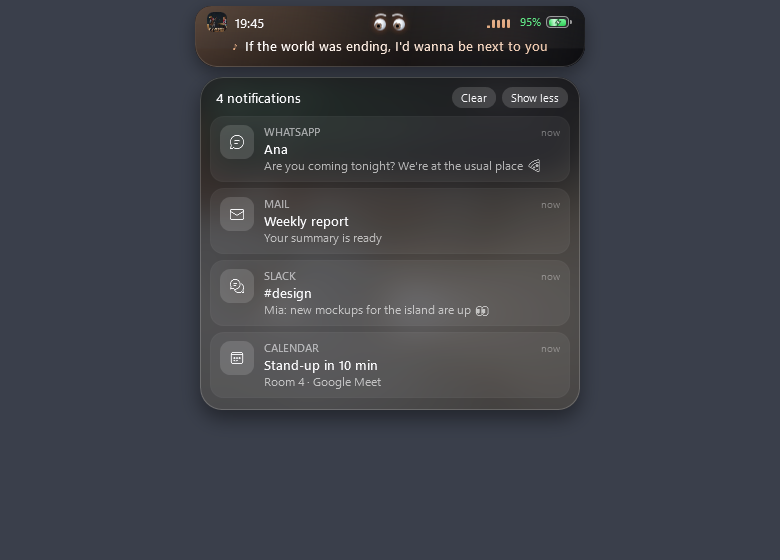 19:45
95%
♪ If the world was ending, I'd wanna be next to you
4 notifications
Clear
Show less
WHATSAPP
now
Ana
Are you coming tonight? We're at the usual place 🍕
MAIL
now
Weekly report
Your summary is ready
SLACK
now
#design
Mia: new mockups for the island are up 👀
CALENDAR
now
Stand-up in 10 min
Room 4 · Google Meet